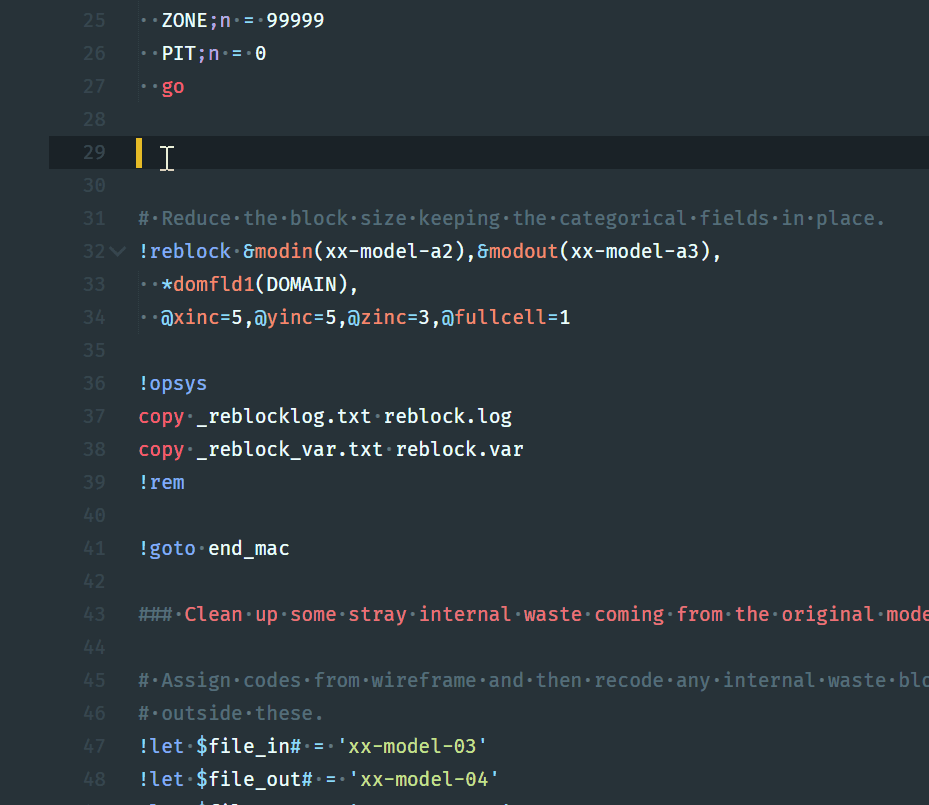 25   ZONE;n = 99999
26   PIT;n = 0
27   go
28
29
30
31 # Reduce the block size keeping the categorical fields in place.
32 !reblock &modin(xx-model-a2),&modout(xx-model-a3),
33   *domfld1(DOMAIN),
34   @xinc=5,@yinc=5,@zinc=3,@fullcell=1
35
36 !opsys
37 copy _reblocklog.txt reblock.log
38 copy _reblock_var.txt reblock.var
39 !rem
40
41 !goto end_mac
42
43 ### Clean up some stray internal waste coming from the original mode
44
45 # Assign codes from wireframe and then recode any internal waste blo
46 # outside these.
47 !let $file_in# = 'xx-model-03'
48 !let $file_out# = 'xx-model-04'